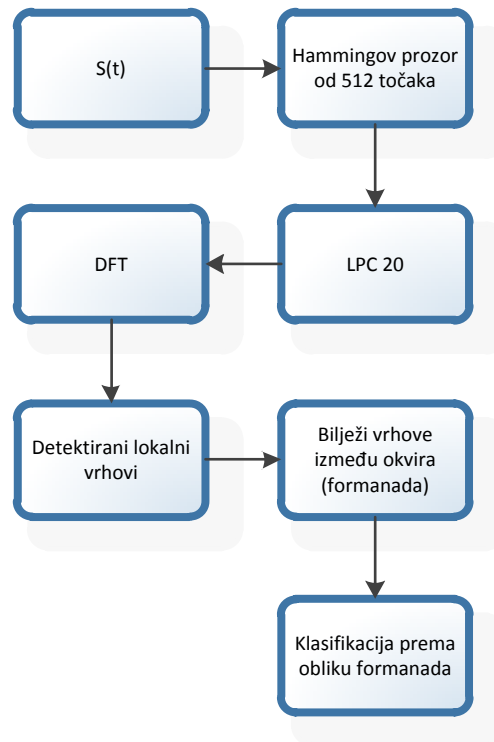 S(t)
Hammingov prozor
od 512 točaka
LPC 20
DFT
Detektirani lokalni
vrhovi
Bilježi vrhove
između okvira
(formanada)
Klasifikacija prema
obliku formanada